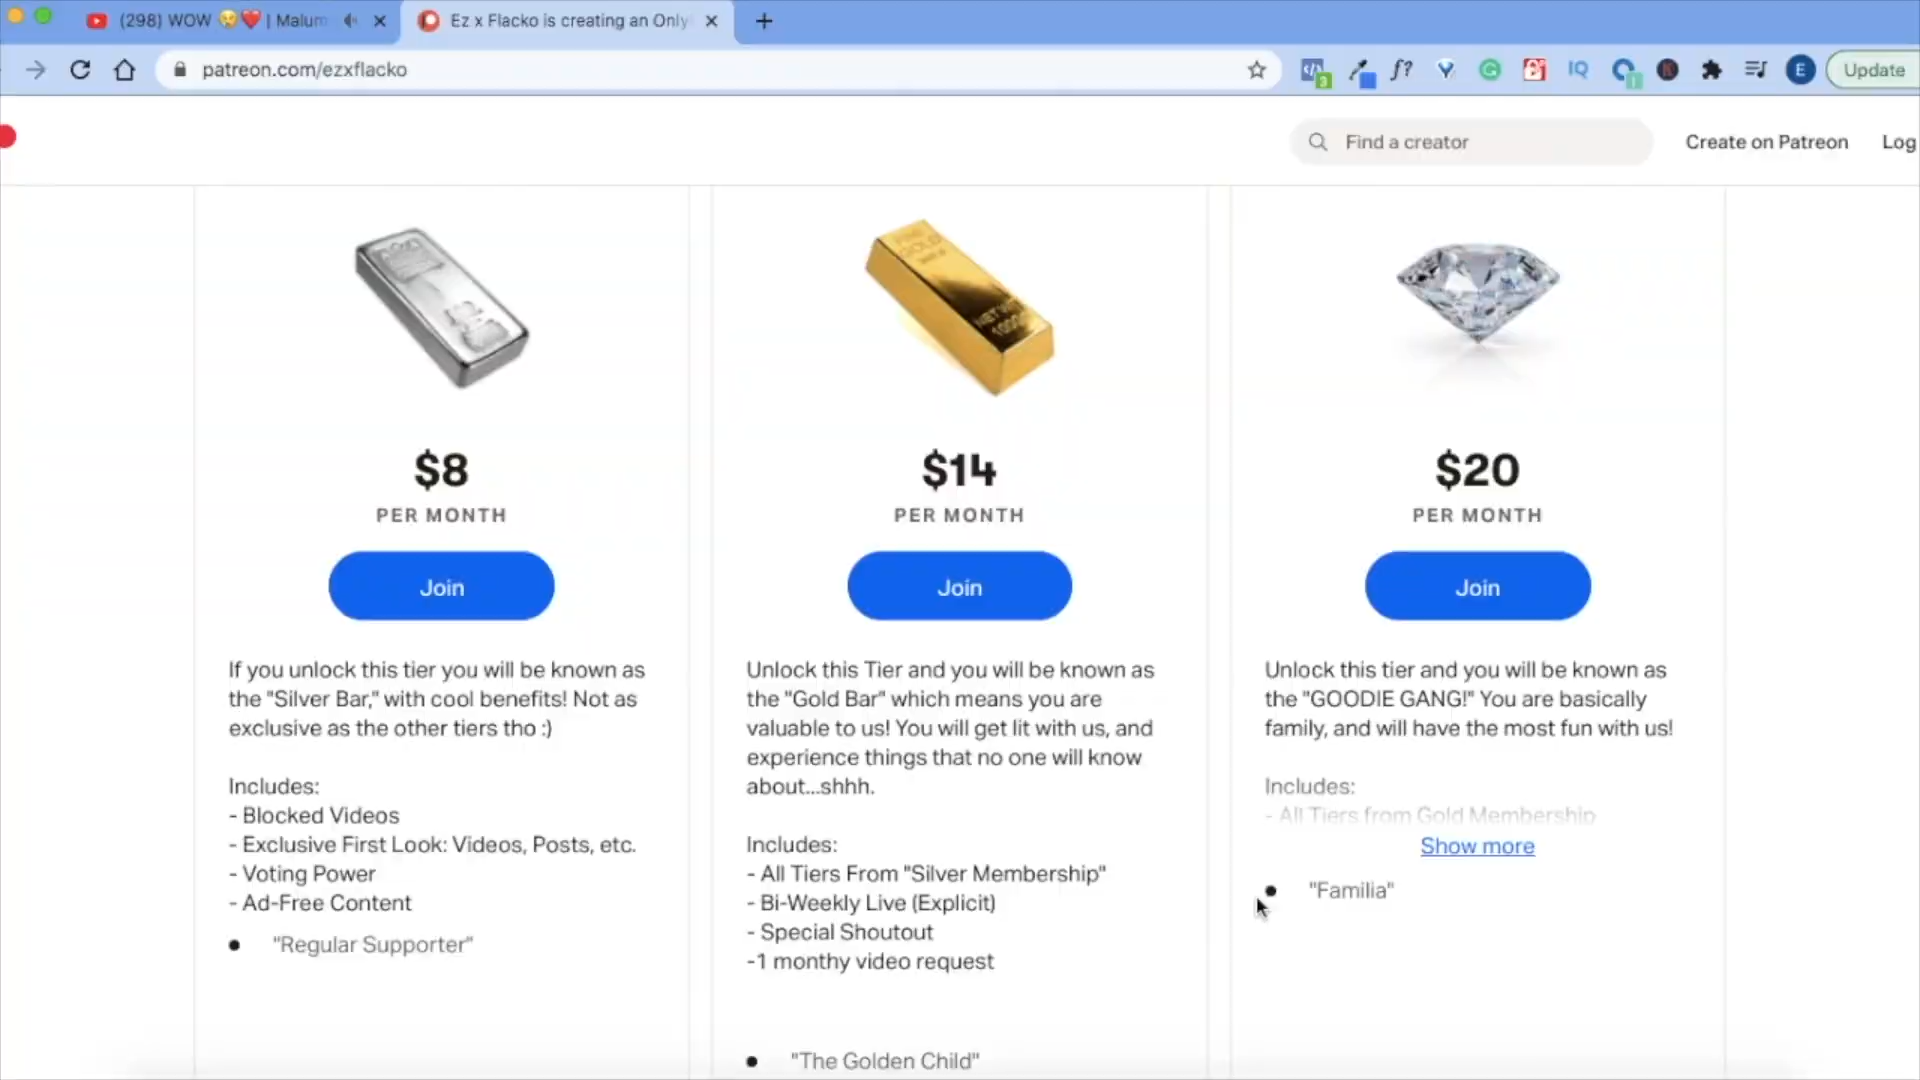 (298) WOW 😢❤️ | Malum
Ez x Flacko is creating an Only
patreon.com/ezxflacko
Update
Find a creator
Create on Patreon
Log
$8
PER MONTH
Join
If you unlock this tier you will be known as
the "Silver Bar," with cool benefits! Not as
exclusive as the other tiers tho :)
Includes:
- Blocked Videos
- Exclusive First Look: Videos, Posts, etc.
- Voting Power
- Ad-Free Content
"Regular Supporter"
$14
PER MONTH
Join
Unlock this Tier and you will be known as
the "Gold Bar" which means you are
valuable to us! You will get lit with us, and
experience things that no one will know
about...shhh.
Includes:
- All Tiers From "Silver Membership"
- Bi-Weekly Live (Explicit)
- Special Shoutout
-1 monthy video request
"The Golden Child"
$20
PER MONTH
Join
Unlock this tier and you will be known as
the "GOODIE GANG!" You are basically
family, and will have the most fun with us!
Includes:
- All Tiers from Gold Membership
Show more
"Familia"